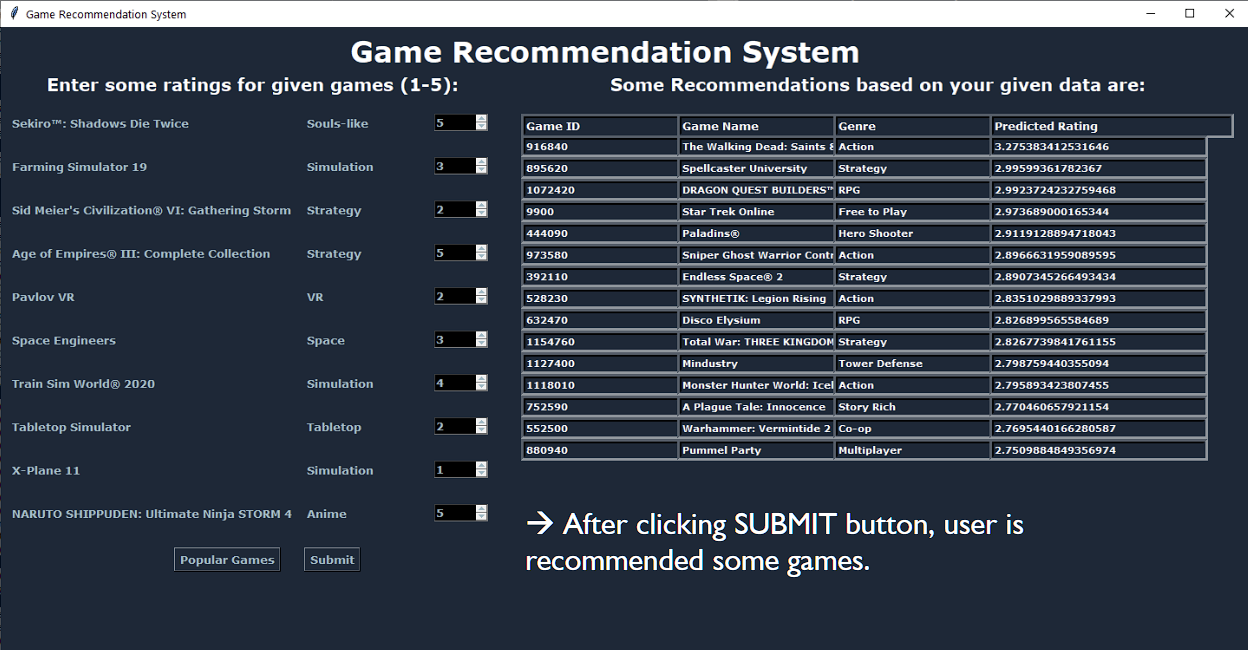 Game Recommendation System
Game Recommendation System
Enter some ratings for given games (1-5):
Sekiro™: Shadows Die Twice Souls-like 5
Farming Simulator 19 Simulation 3
Sid Meier's Civilization® VI: Gathering Storm Strategy 2
Age of Empires® III: Complete Collection Strategy 5
Pavlov VR VR 2
Space Engineers Space 3
Train Sim World® 2020 Simulation 4
Tabletop Simulator Tabletop 2
X-Plane 11 Simulation 1
NARUTO SHIPPUDEN: Ultimate Ninja STORM 4 Anime 5
Popular Games Submit
Some Recommendations based on your given data are:
Game ID Game Name Genre Predicted Rating
916840 The Walking Dead: Saints & Action 3.275383412531646
895620 Spellcaster University Strategy 2.99599361782367
1072420 DRAGON QUEST BUILDERS™ RPG 2.9923724232759468
9900 Star Trek Online Free to Play 2.973689000165344
444090 Paladins® Hero Shooter 2.9119128894718043
973580 Sniper Ghost Warrior Contr Action 2.8966631959089595
392110 Endless Space® 2 Strategy 2.8907345266493434
528230 SYNTHETIK: Legion Rising Action 2.8351029889337993
632470 Disco Elysium RPG 2.826899565584689
1154760 Total War: THREE KINGDOM Strategy 2.8267739841761155
1127400 Mindustry Tower Defense 2.798759440355094
1118010 Monster Hunter World: Icel Action 2.795893423807455
752590 A Plague Tale: Innocence Story Rich 2.770460657921154
552500 Warhammer: Vermintide 2 Co-op 2.7695440166280587
880940 Pummel Party Multiplayer 2.7509884849356974
→ After clicking SUBMIT button, user is
recommended some games.